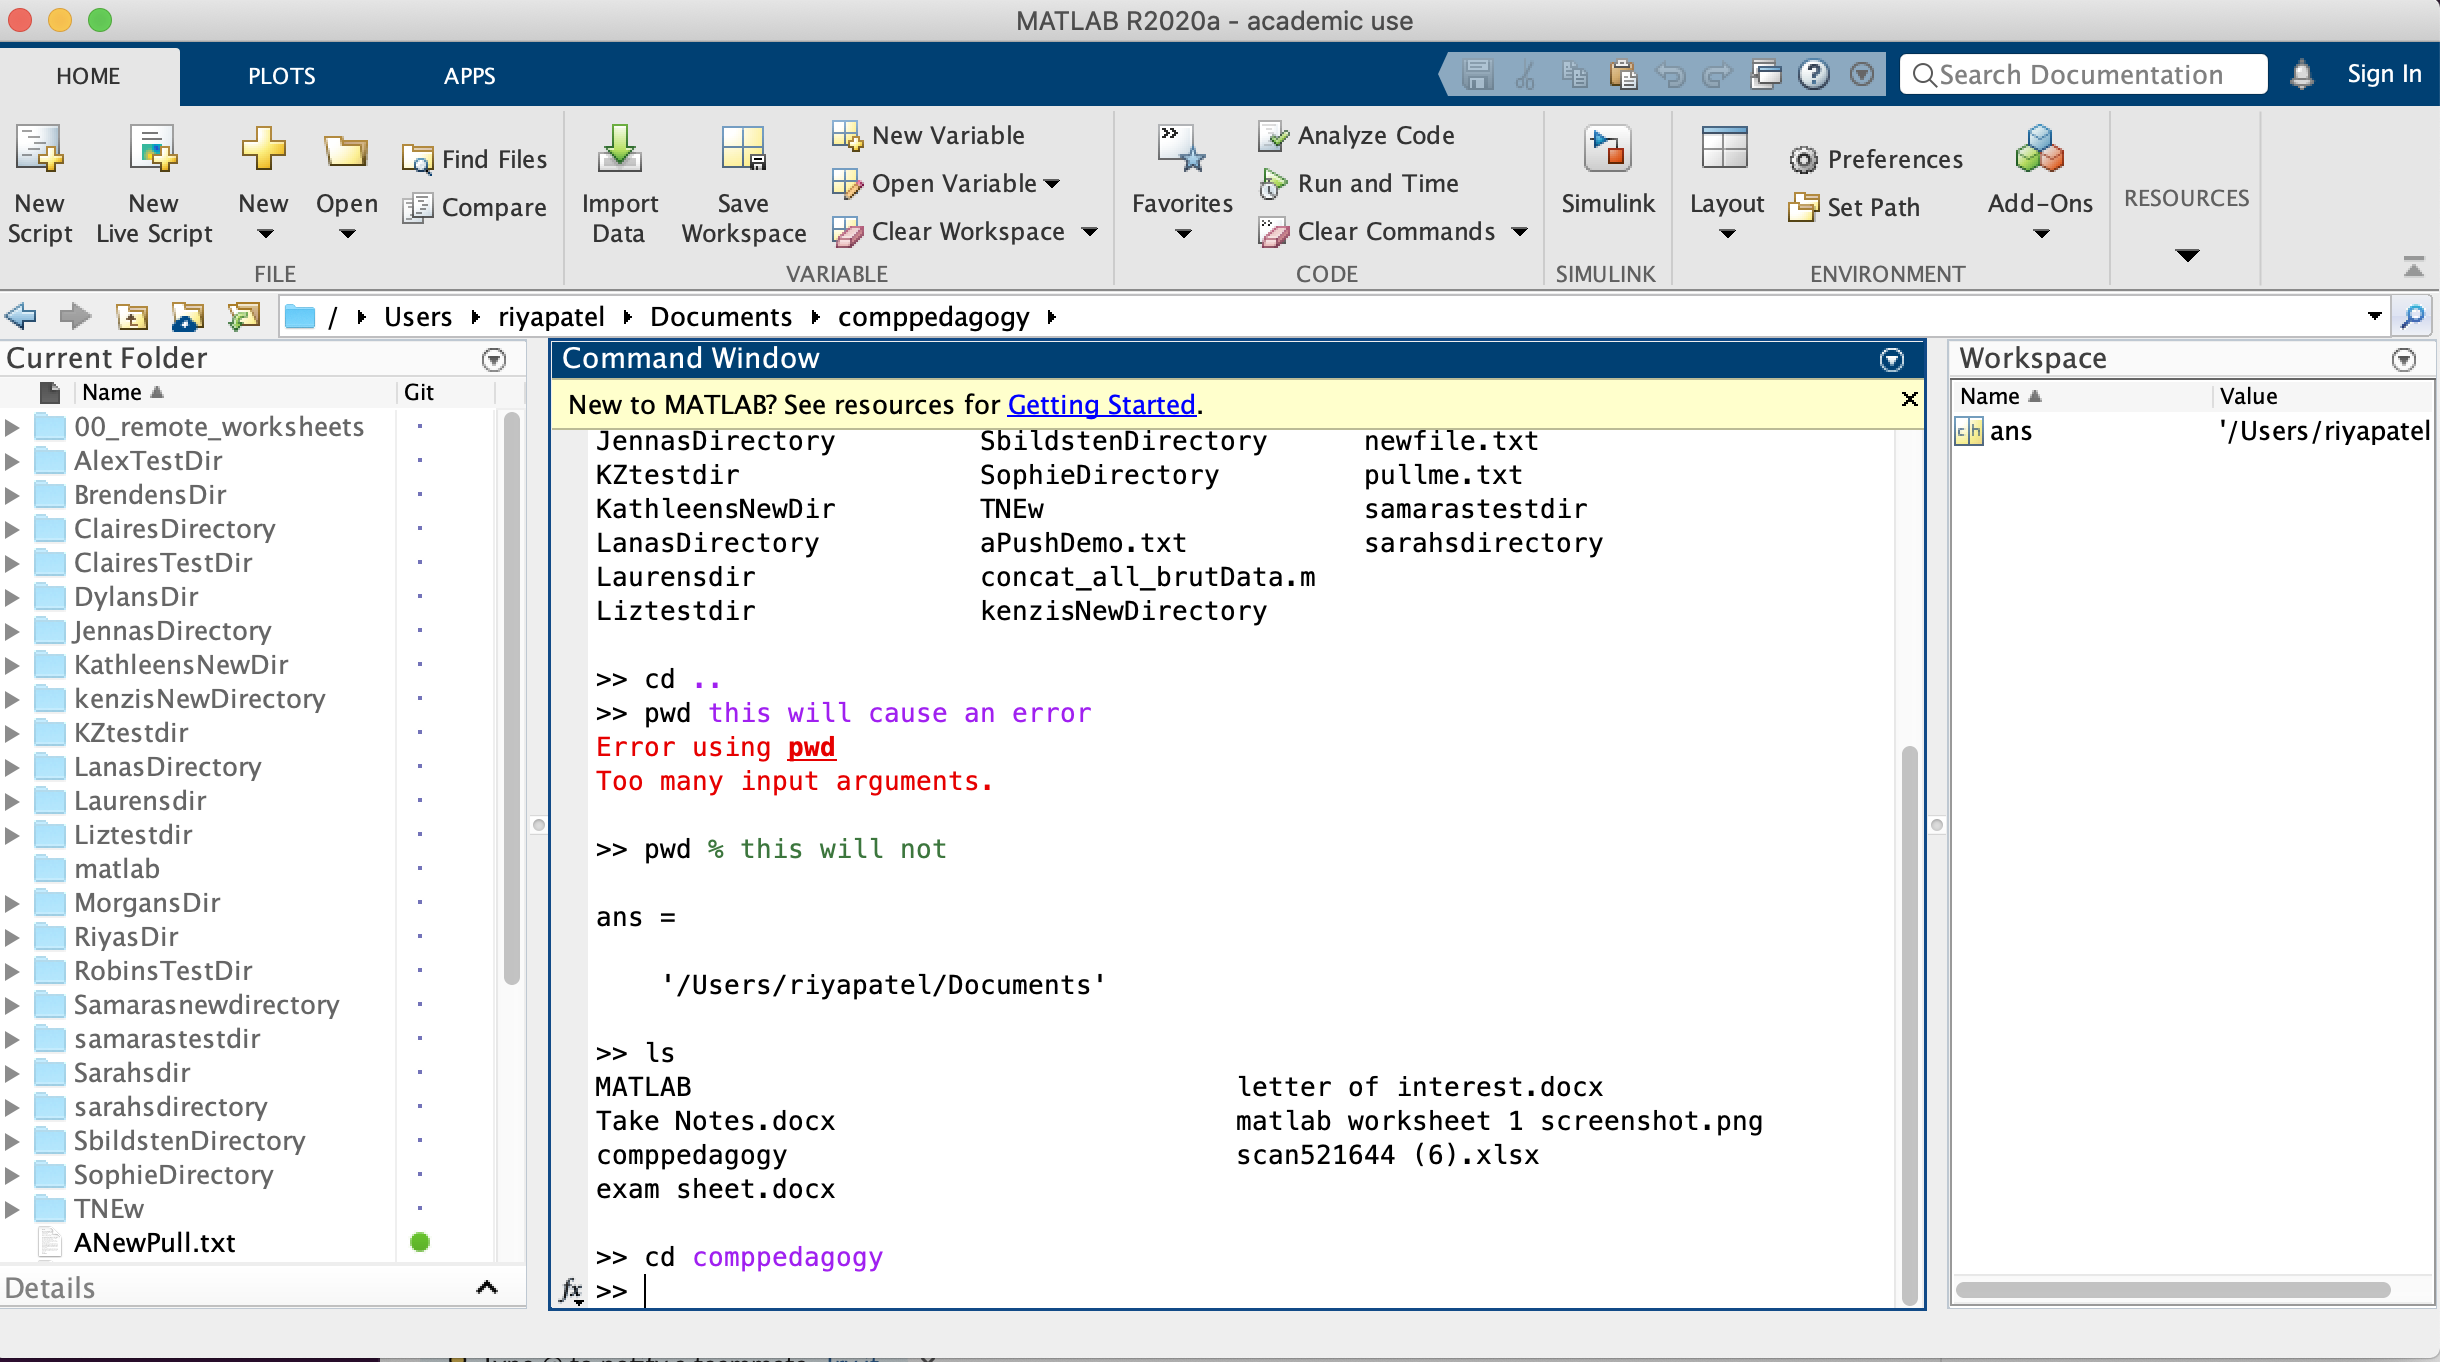 MATLAB R2020a - academic use
HOME PLOTS APPS Search Documentation Sign In
New Script
New Live Script
New
Open
Find Files
Compare
FILE
Import Data
Save Workspace
New Variable
Open Variable
Clear Workspace
VARIABLE
Favorites
Analyze Code
Run and Time
Clear Commands
CODE
Simulink
SIMULINK
Layout
Preferences
Set Path
Add-Ons
ENVIRONMENT
RESOURCES
/ Users riyapatel Documents comppedagogy
Current Folder
Name Git
00_remote_worksheets
AlexTestDir
BrendensDir
ClairesDirectory
ClairesTestDir
DylansDir
JennasDirectory
KathleensNewDir
kenzisNewDirectory
KZtestdir
LanasDirectory
Laurensdir
Liztestdir
matlab
MorgansDir
RiyasDir
RobinsTestDir
Samarasnewdirectory
samarastestdir
Sarahsdir
sarahsdirectory
SbildstenDirectory
SophieDirectory
TNEw
ANewPull.txt
Details
Command Window
New to MATLAB? See resources for Getting Started.
JennasDirectory SbildstenDirectory newfile.txt
KZtestdir SophieDirectory pullme.txt
KathleensNewDir TNEw samarastestdir
LanasDirectory aPushDemo.txt sarahsdirectory
Laurensdir concat_all_brutData.m
Liztestdir kenzisNewDirectory
>> cd ..
>> pwd this will cause an error
Error using pwd
Too many input arguments.
>> pwd % this will not
ans =
'/Users/riyapatel/Documents'
>> ls
MATLAB letter of interest.docx
Take Notes.docx matlab worksheet 1 screenshot.png
comppedagogy scan521644 (6).xlsx
exam sheet.docx
>> cd comppedagogy
fx >>
Workspace
Name Value
ch ans '/Users/riyapatel